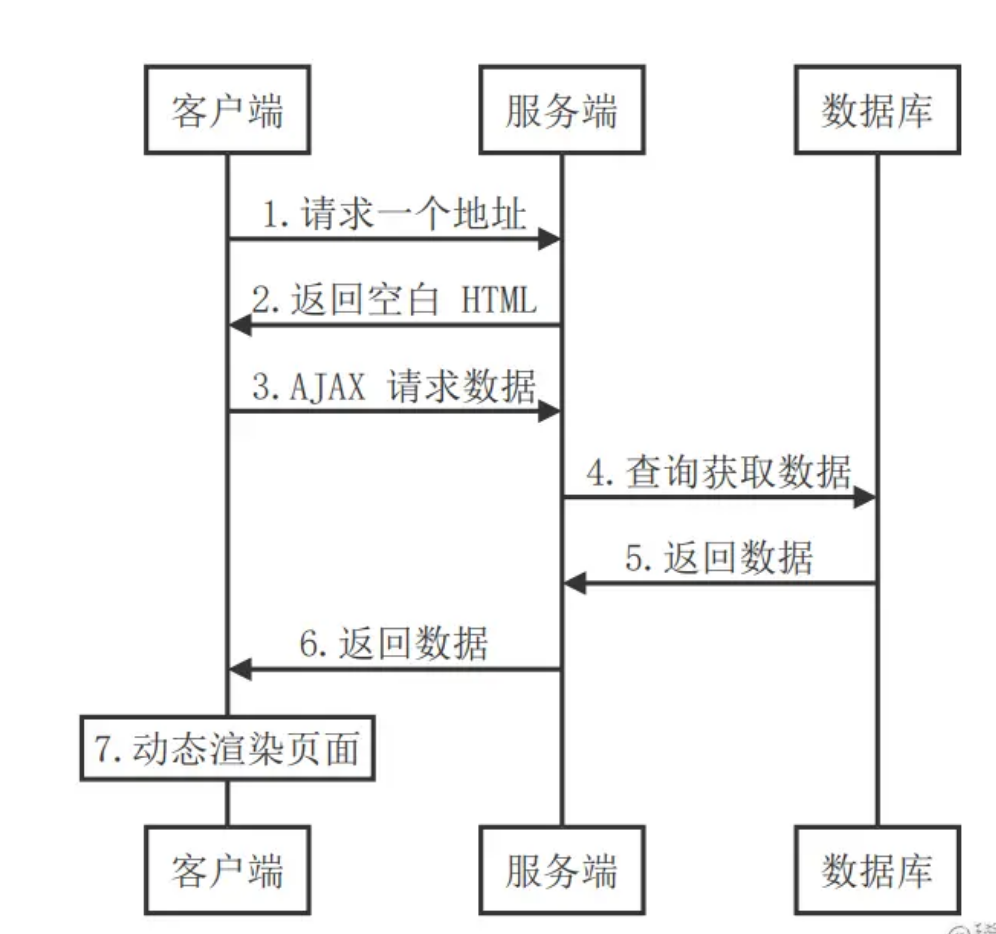 客户端 服务端 数据库
1.请求一个地址
2.返回空白 HTML
3.AJAX 请求数据
4.查询获取数据
5.返回数据
6.返回数据
7.动态渲染页面
客户端 服务端 数据库